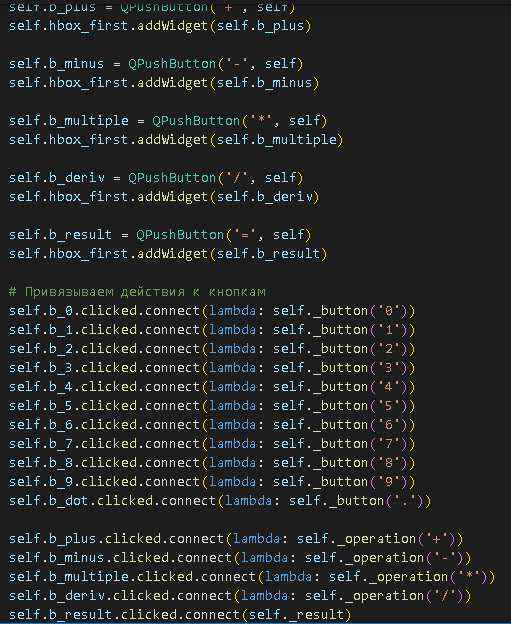 self.b_plus = QPushButton('+', self)
self.hbox_first.addWidget(self.b_plus)
self.b_minus = QPushButton('-', self)
self.hbox_first.addWidget(self.b_minus)
self.b_multiple = QPushButton('*', self)
self.hbox_first.addWidget(self.b_multiple)
self.b_deriv = QPushButton('/', self)
self.hbox_first.addWidget(self.b_deriv)
self.b_result = QPushButton('=', self)
self.hbox_first.addWidget(self.b_result)
# Привязываем действия к кнопкам
self.b_0.clicked.connect(lambda: self._button('0'))
self.b_1.clicked.connect(lambda: self._button('1'))
self.b_2.clicked.connect(lambda: self._button('2'))
self.b_3.clicked.connect(lambda: self._button('3'))
self.b_4.clicked.connect(lambda: self._button('4'))
self.b_5.clicked.connect(lambda: self._button('5'))
self.b_6.clicked.connect(lambda: self._button('6'))
self.b_7.clicked.connect(lambda: self._button('7'))
self.b_8.clicked.connect(lambda: self._button('8'))
self.b_9.clicked.connect(lambda: self._button('9'))
self.b_dot.clicked.connect(lambda: self._button('.'))
self.b_plus.clicked.connect(lambda: self._operation('+'))
self.b_minus.clicked.connect(lambda: self._operation('-'))
self.b_multiple.clicked.connect(lambda: self._operation('*'))
self.b_deriv.clicked.connect(lambda: self._operation('/'))
self.b_result.clicked.connect(self._result)